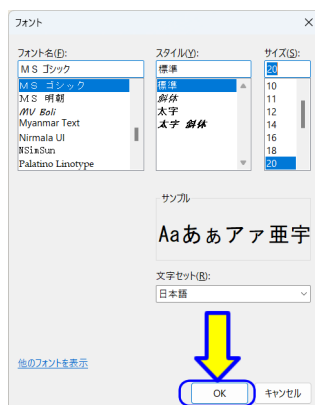 フォント
フォント名(F): スタイル(Y): サイズ(S):
ＭＳ ゴシック 標準 20
ＭＳ ゴシック 標準 10
ＭＳ 明朝 斜体 11
MV Boli 太字 12
Myanmar Text 太字 斜体 14
Nirmala UI 16
NSimSun 18
Palatino Linotype 20
サンプル
Aaあぁアァ亜宇
文字セット(R):
日本語
他のフォントを表示
OK キャンセル